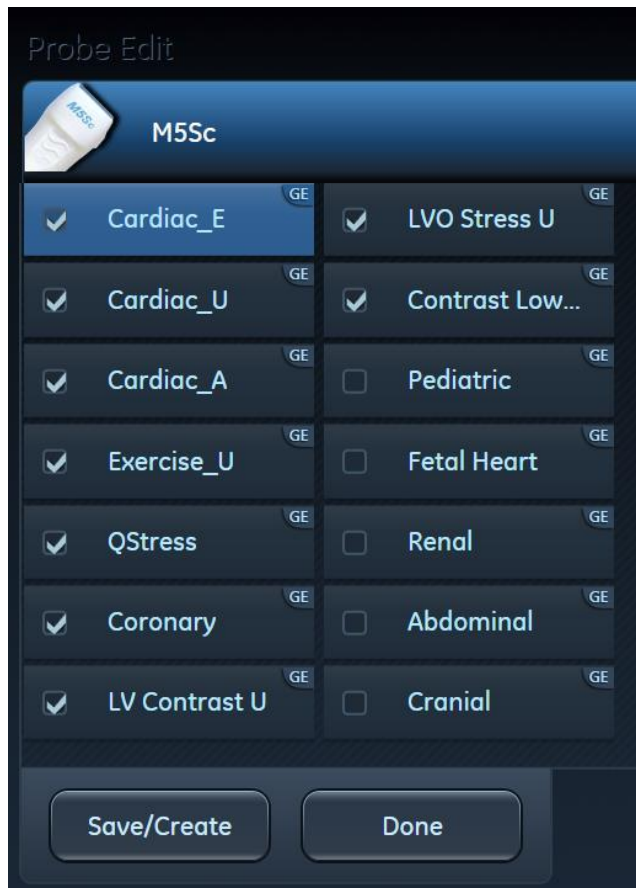 Probe Edit
M5Sc
M5Sc
Cardiac_E GE
LVO Stress U GE
Cardiac_U GE
Contrast Low... GE
Cardiac_A GE
Pediatric GE
Exercise_U GE
Fetal Heart GE
QStress GE
Renal GE
Coronary GE
Abdominal GE
LV Contrast U GE
Cranial GE
Save/Create
Done